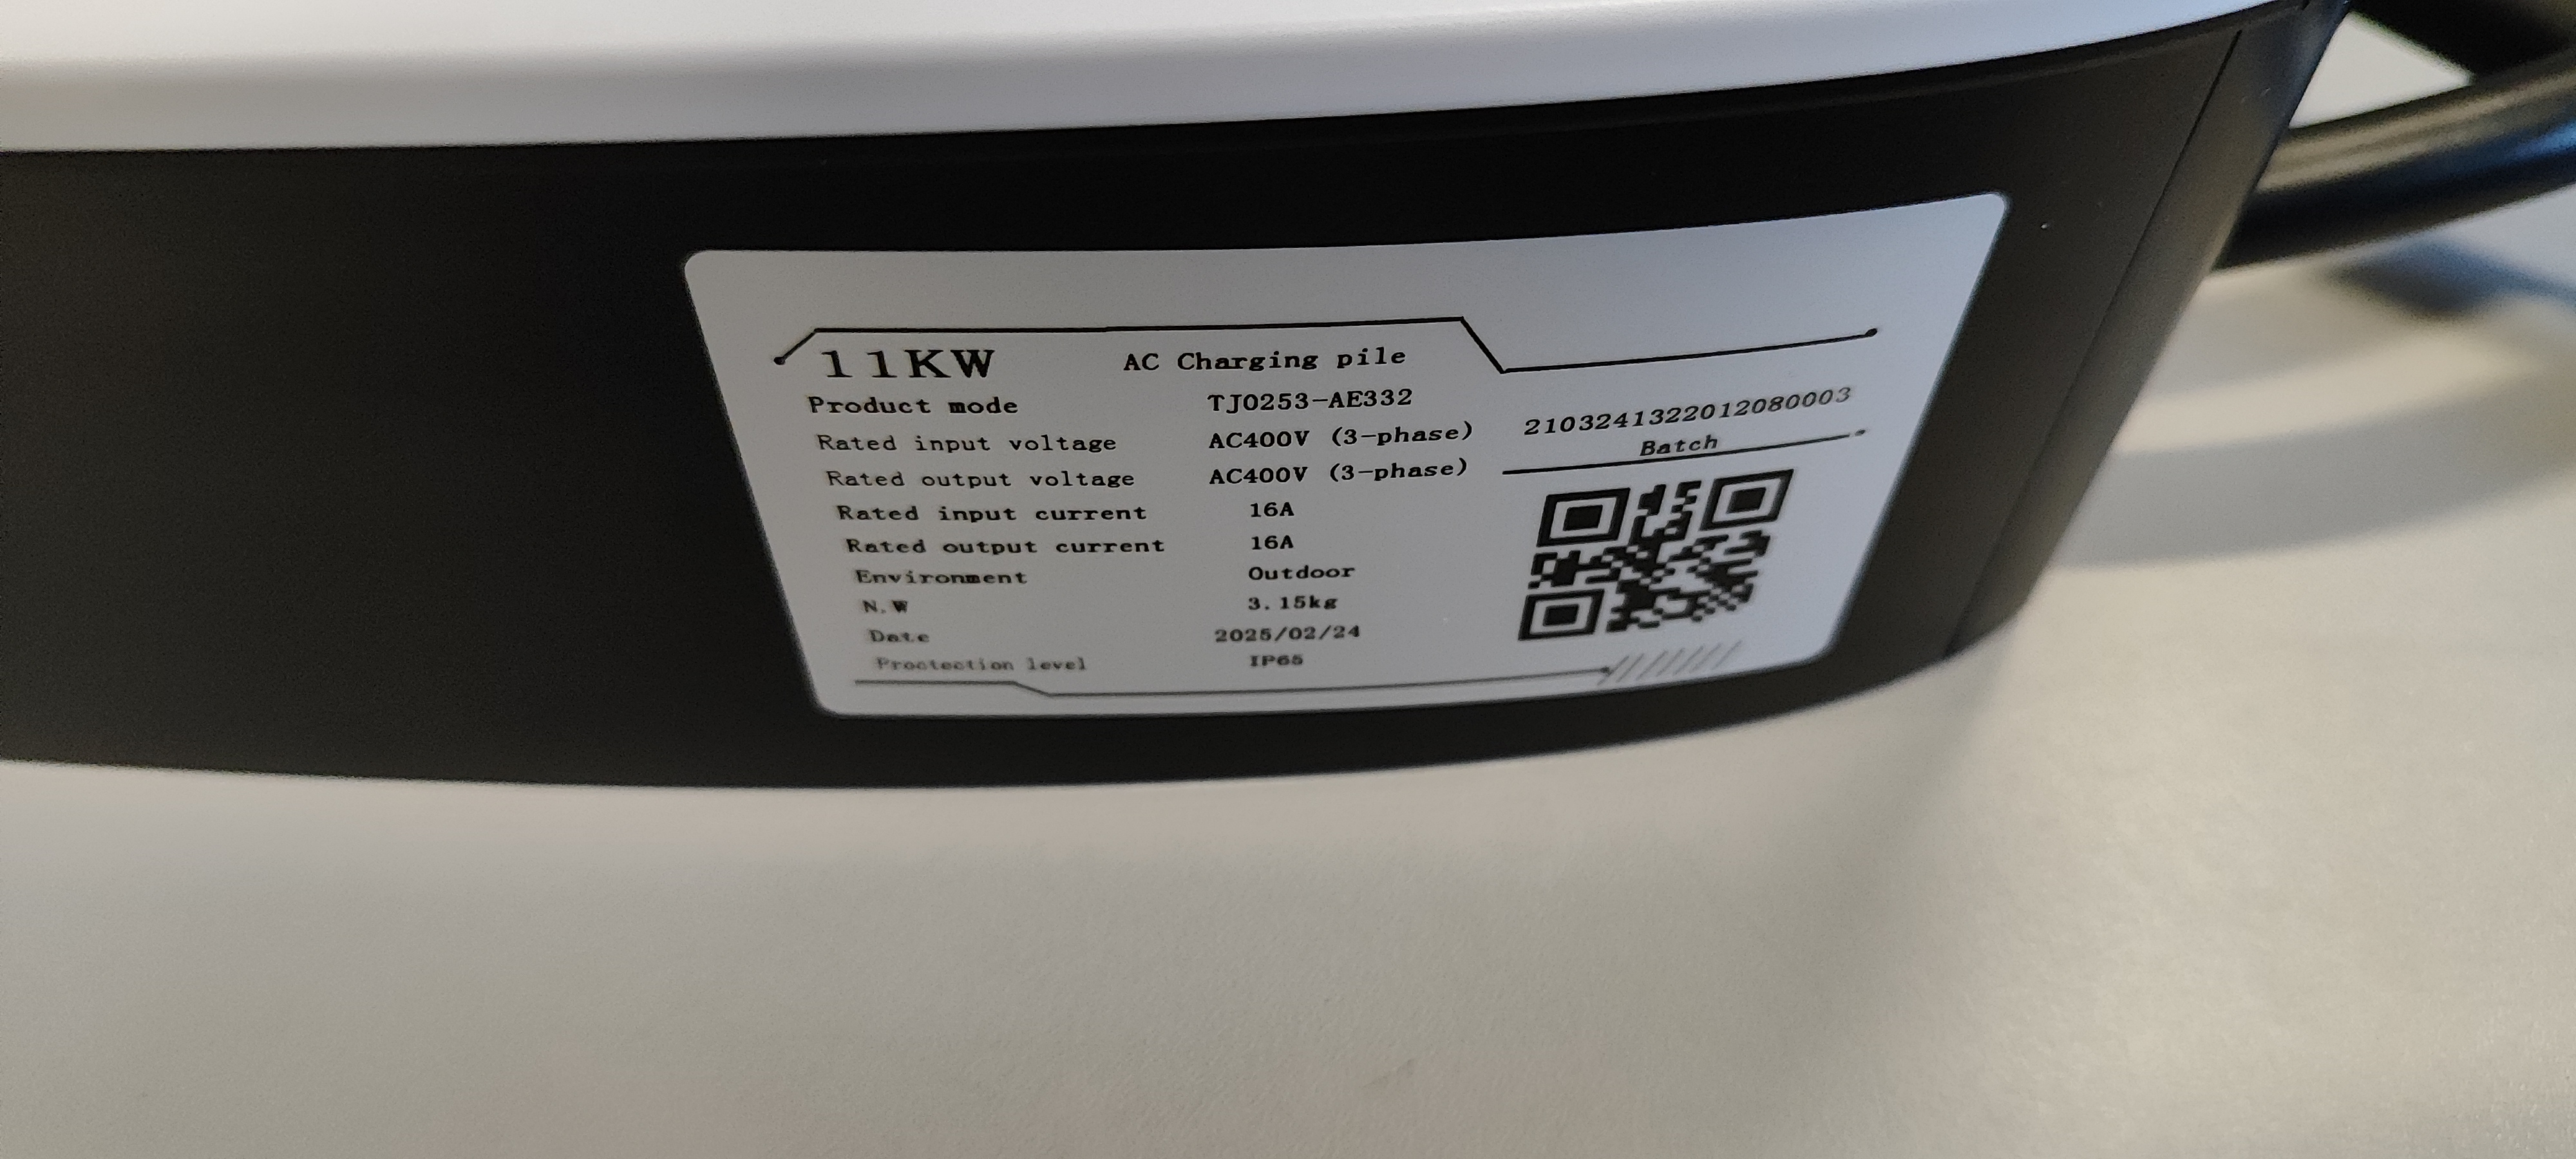 11KW AC Charging pile
Product mode TJ0253-AE332
Rated input voltage AC400V (3-phase)
Rated output voltage AC400V (3-phase)
Rated input current 16A
Rated output current 16A
Environment Outdoor
N.W 3.15kg
Date 2025/02/24
Proctection level IP65
2103241322012080003
Batch